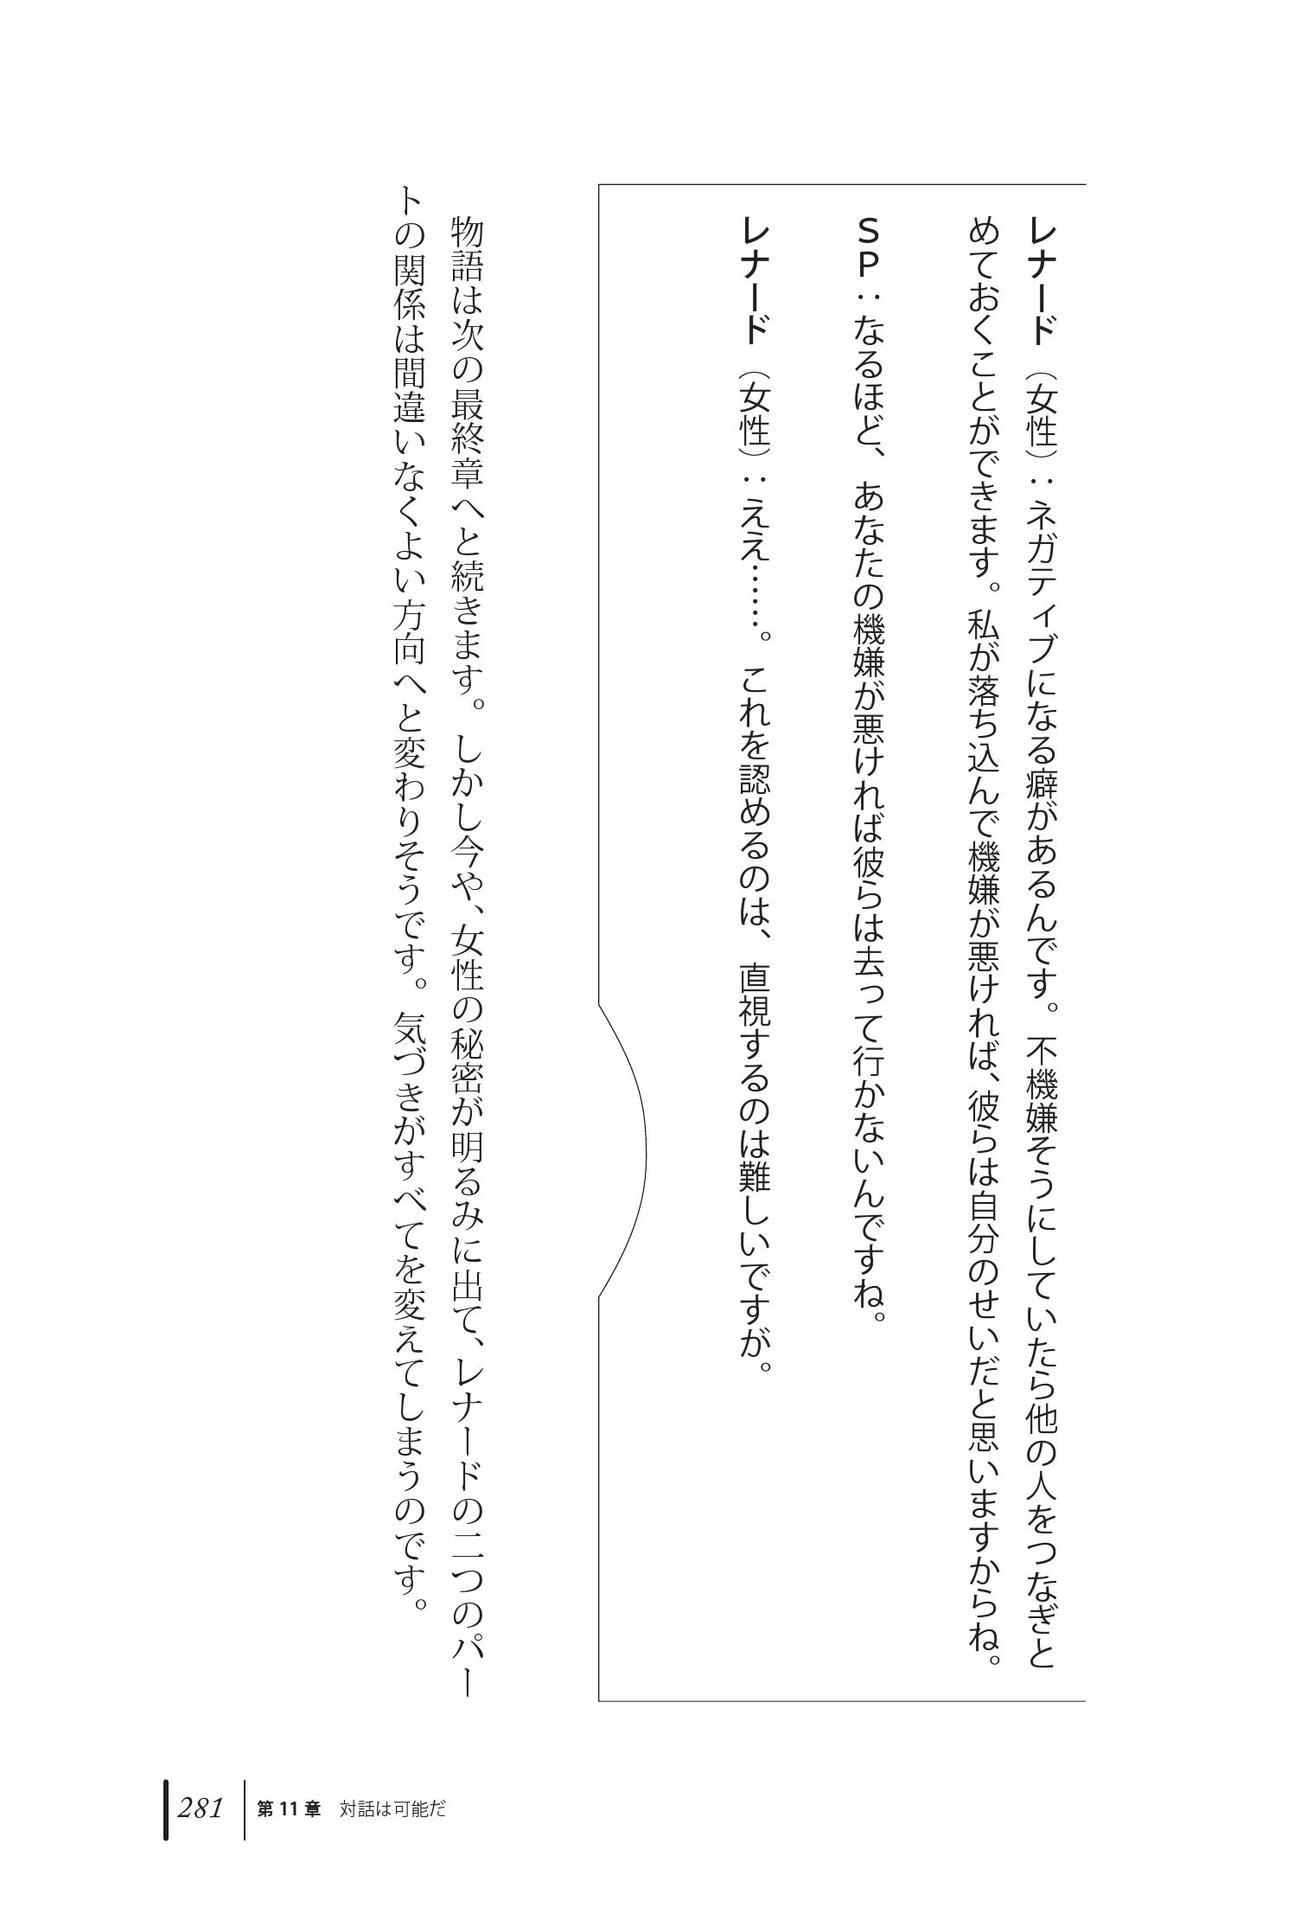 レナード（女性）：ネガティブになる癖があるんです。不機嫌そうにしていたら他の人をつなぎと
めておくことができます。私が落ち込んで機嫌が悪ければ、彼らは自分のせいだと思いますからね。
ＳＰ：なるほど、あなたの機嫌が悪ければ彼らは去って行かないんですね。
レナード（女性）：ええ……。これを認めるのは、直視するのは難しいですが。
物語は次の最終章へと続きます。しかし今や、女性の秘密が明るみに出て、レナードの二つのパー
トの関係は間違いなくよい方向へと変わりそうです。気づきがすべてを変えてしまうのです。
281 第 11 章　対話は可能だ